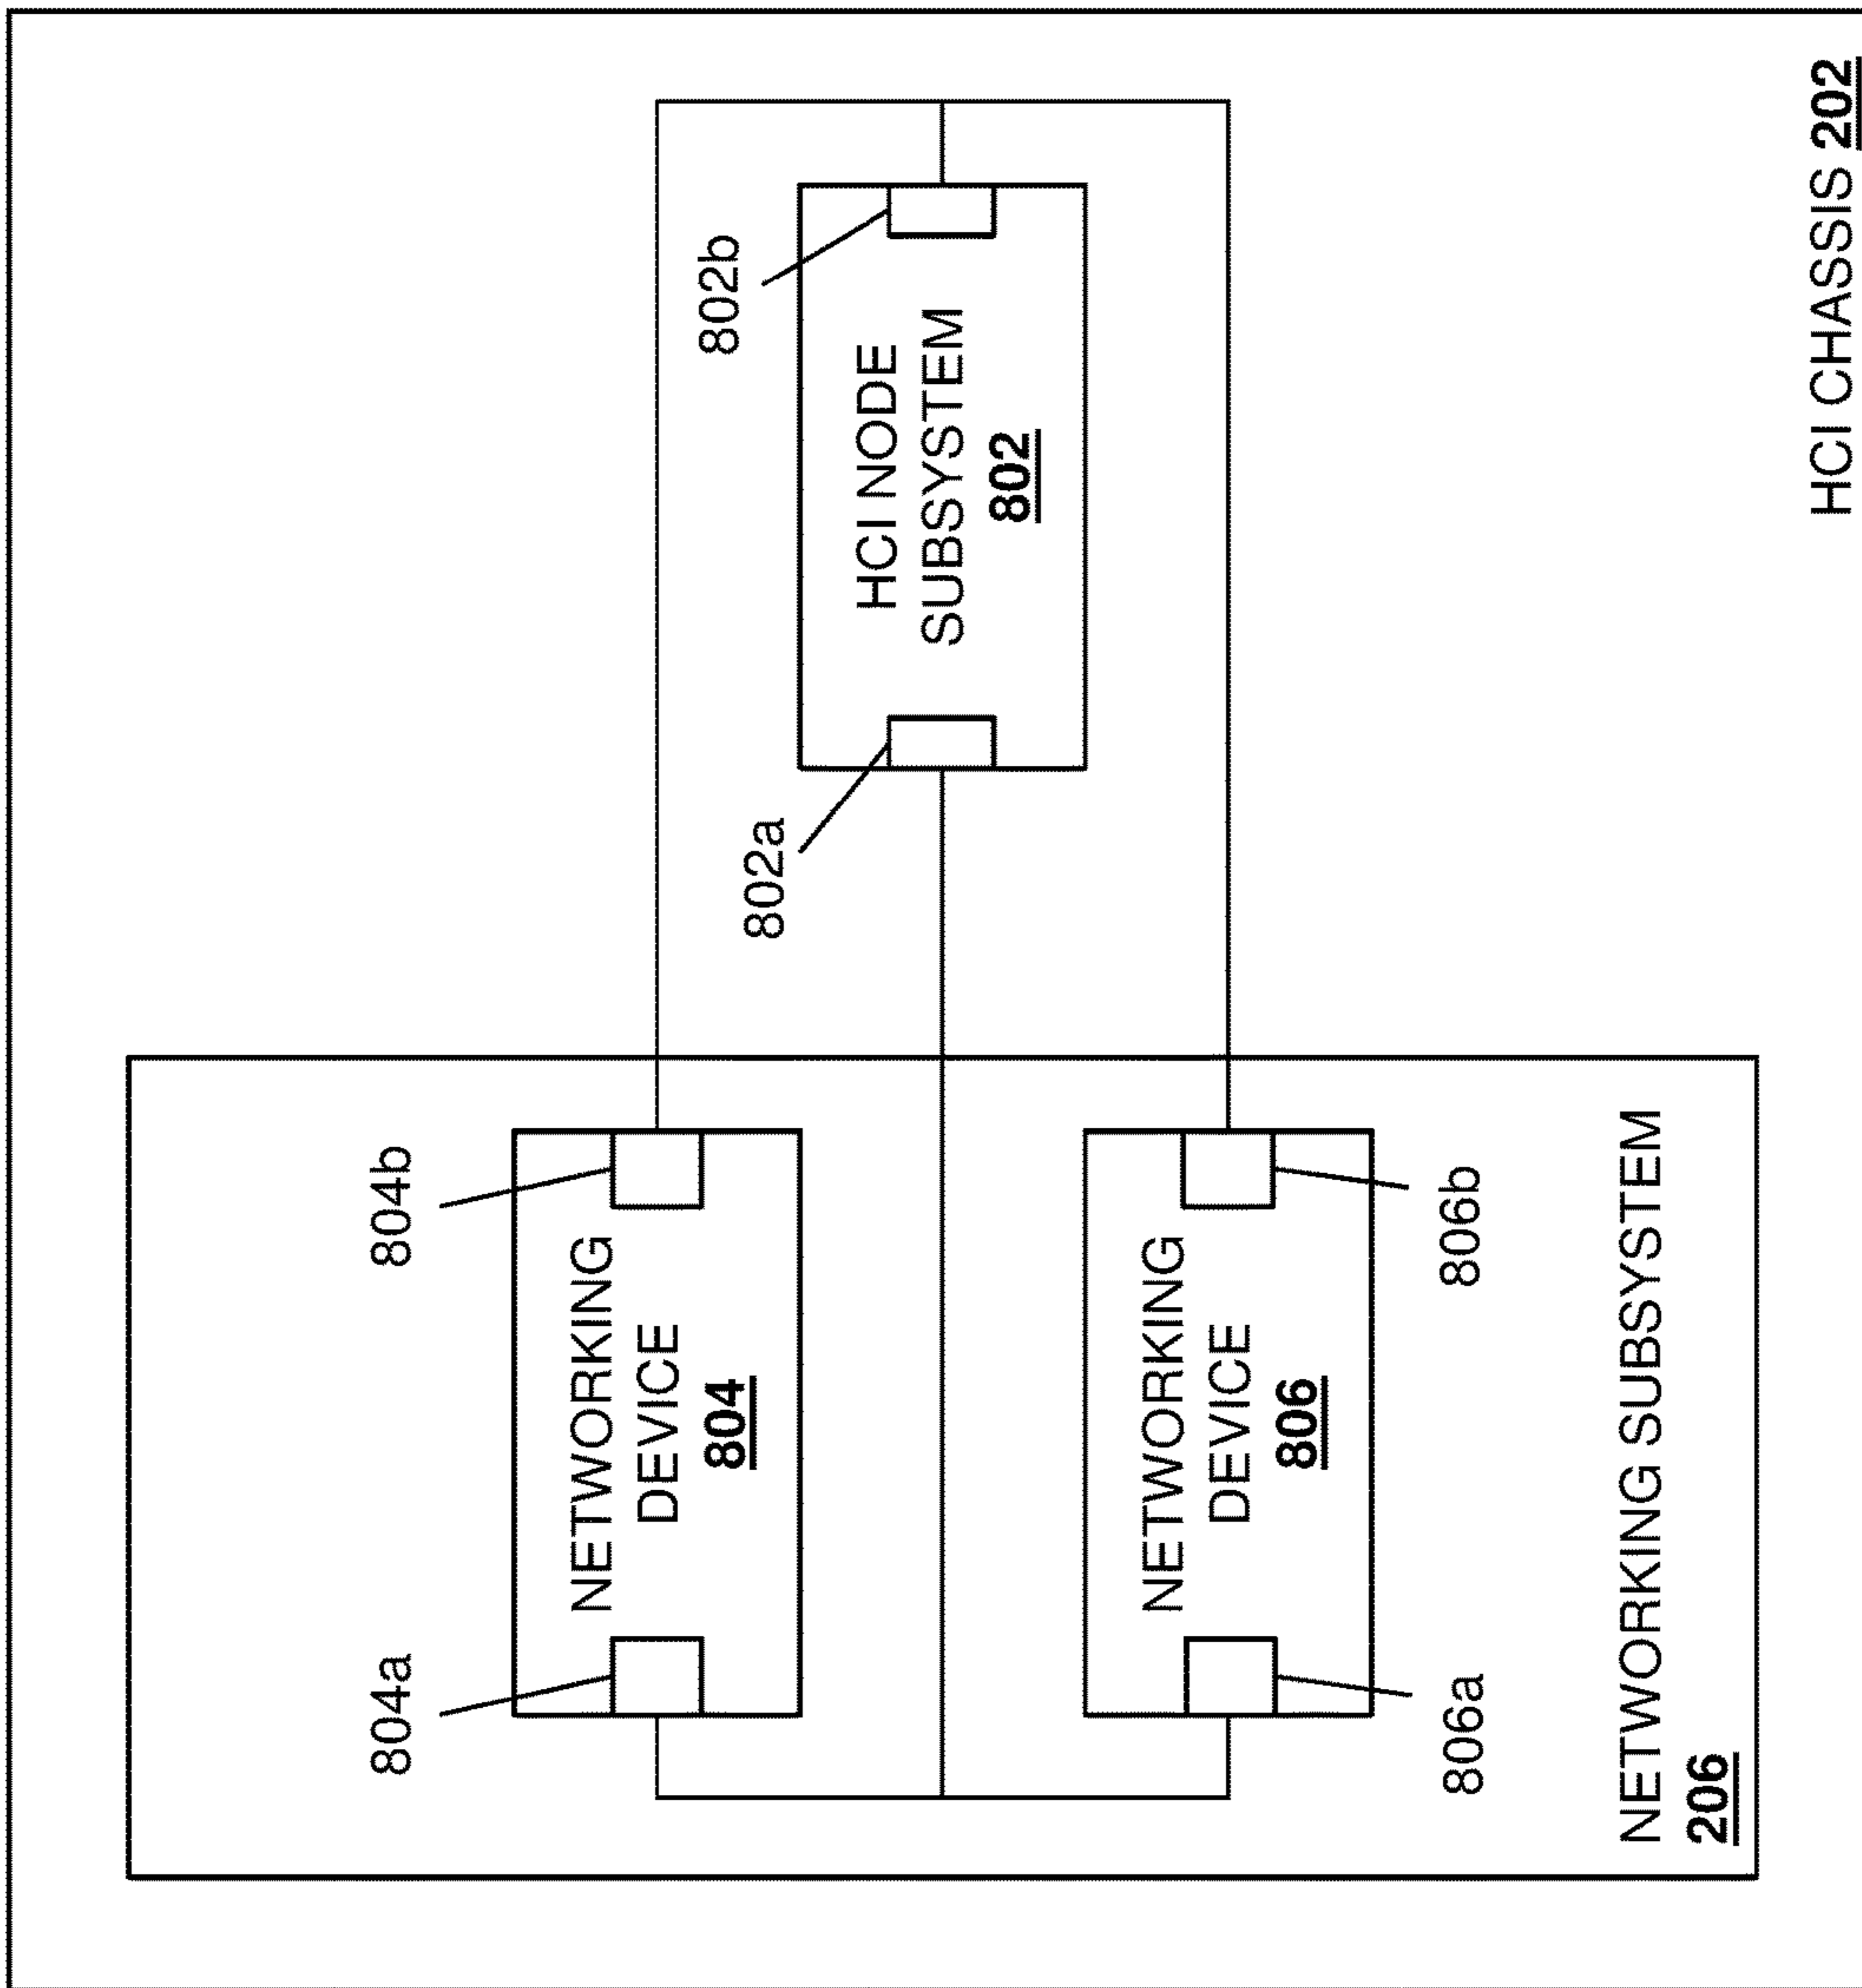 804a
804b
NETWORKING
DEVICE
804
802a
802b
HCI NODE
SUBSYSTEM
802
NETWORKING
DEVICE
806
806a
806b
NETWORKING SUBSYSTEM
206
HCI CHASSIS 202